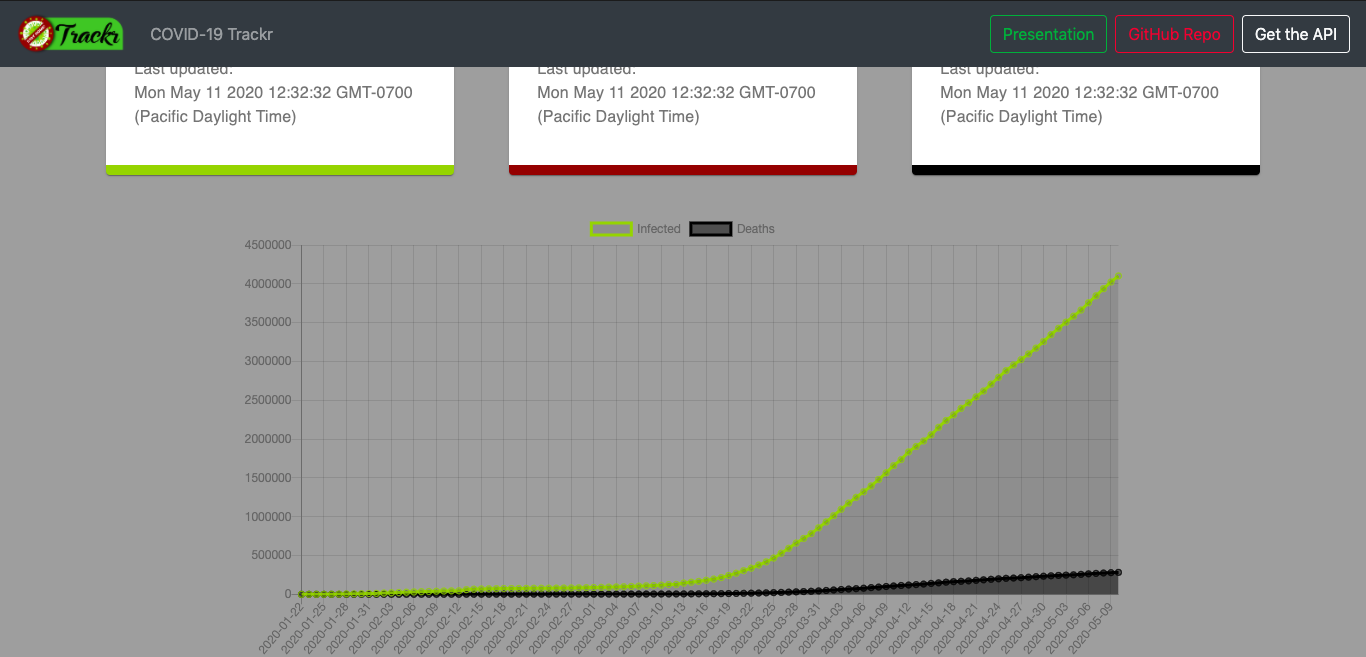 Trackr
COVID-19 Trackr
Presentation
GitHub Repo
Get the API
Last updated:
Mon May 11 2020 12:32:32 GMT-0700
(Pacific Daylight Time)
Last updated:
Mon May 11 2020 12:32:32 GMT-0700
(Pacific Daylight Time)
Last updated:
Mon May 11 2020 12:32:32 GMT-0700
(Pacific Daylight Time)
Infected
Deaths
4500000
4000000
3500000
3000000
2500000
2000000
1500000
1000000
500000
0
2020-01-22
2020-01-25
2020-01-28
2020-01-31
2020-02-03
2020-02-06
2020-02-09
2020-02-12
2020-02-15
2020-02-18
2020-02-21
2020-02-24
2020-02-27
2020-03-01
2020-03-04
2020-03-07
2020-03-10
2020-03-13
2020-03-16
2020-03-19
2020-03-22
2020-03-25
2020-03-28
2020-03-31
2020-04-03
2020-04-06
2020-04-09
2020-04-12
2020-04-15
2020-04-18
2020-04-21
2020-04-24
2020-04-27
2020-04-30
2020-05-03
2020-05-06
2020-05-09